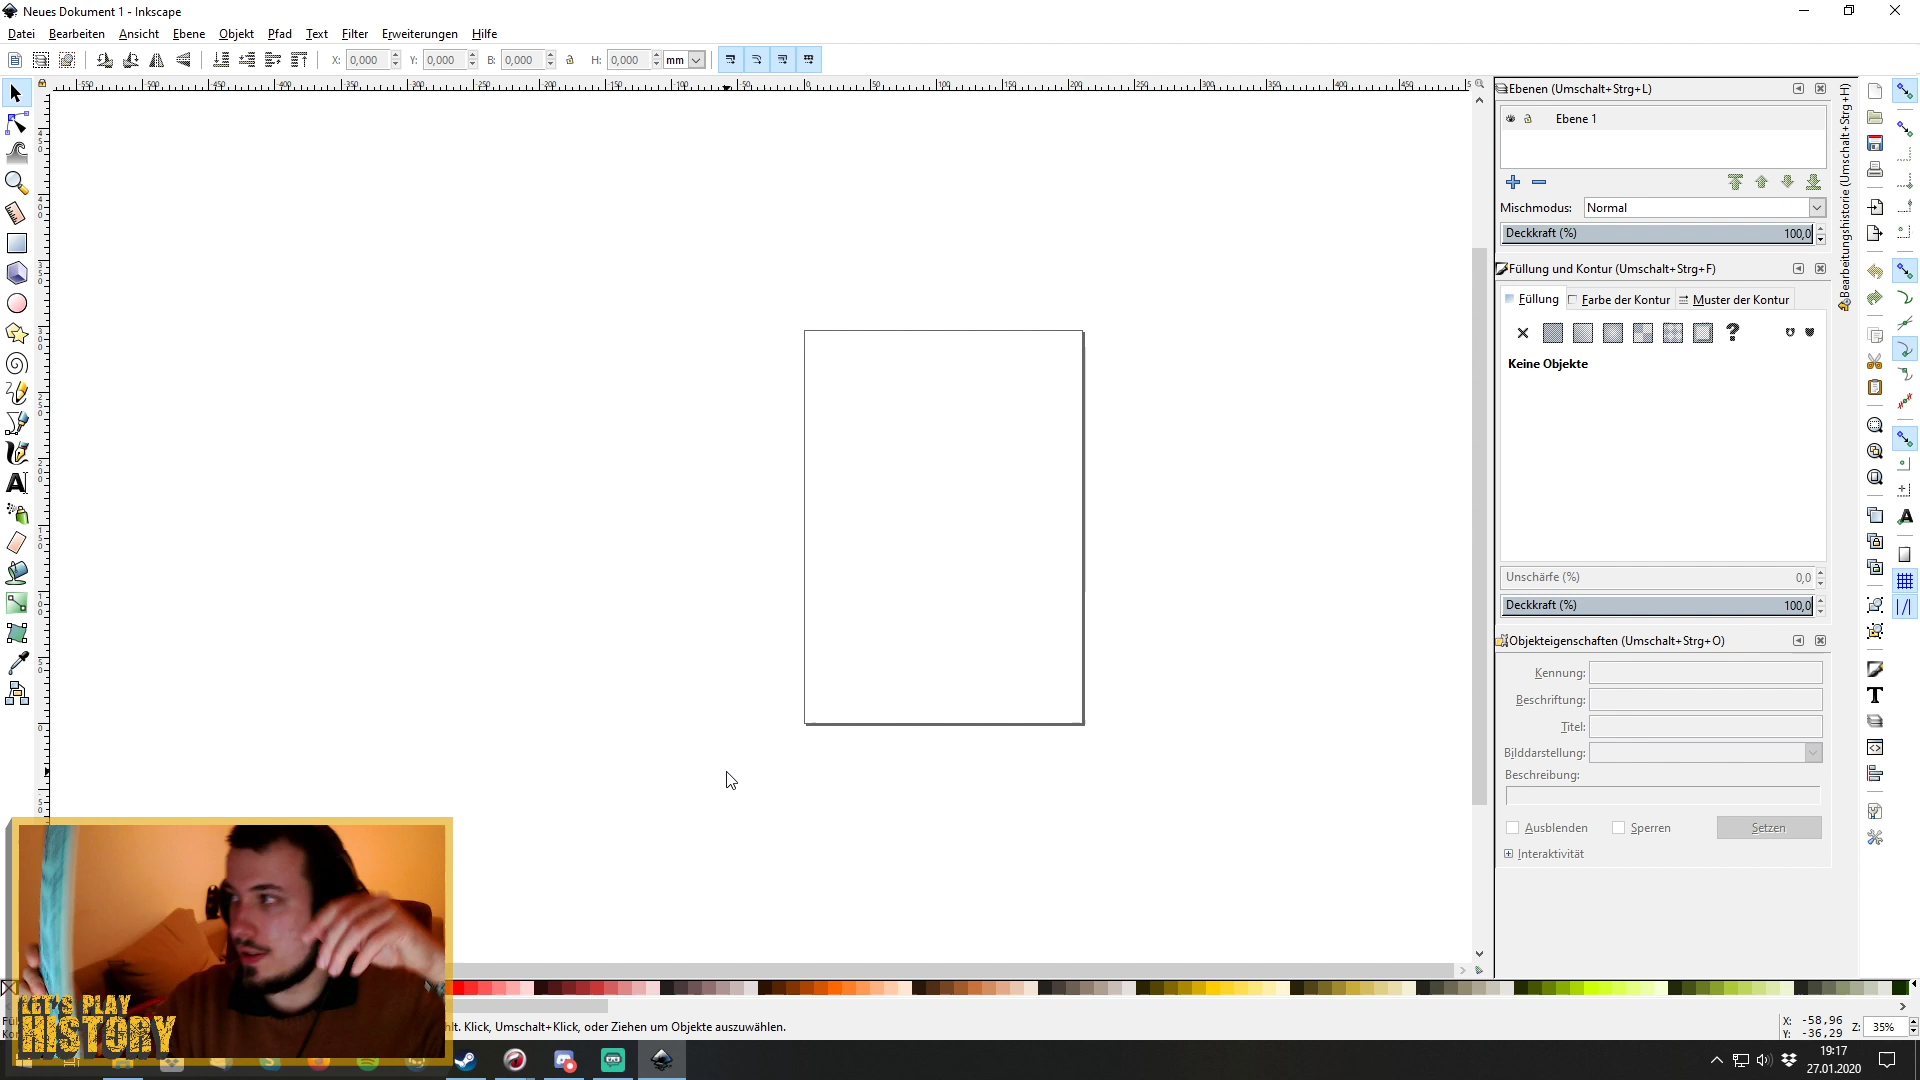 Neues Dokument 1 - Inkscape
Datei Bearbeiten Ansicht Ebene Objekt Pfad Text Filter Erweiterungen Hilfe
X: 0,000 Y: 0,000 B: 0,000 H: 0,000 mm
Ebenen (Umschalt+Strg+L)
Ebene 1
Mischmodus: Normal
Deckkraft (%) 100,0
Bearbeitungshistorie (Umschalt+Strg+H)
Füllung und Kontur (Umschalt+Strg+F)
Füllung Farbe der Kontur Muster der Kontur
Keine Objekte
Unschärfe (%) 0,0
Deckkraft (%) 100,0
Objekteigenschaften (Umschalt+Strg+O)
Kennung:
Beschriftung:
Titel:
Bilddarstellung:
Beschreibung:
Ausblenden Sperren Setzen
Interaktivität
LET'S PLAY
HISTORY
Klick, Umschalt+Klick, oder Ziehen um Objekte auszuwählen.
X: -58,96
Y: -36,29
Z: 35%
19:17
27.01.2020